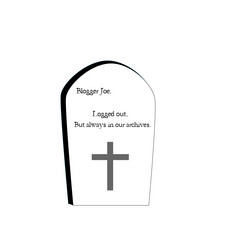 Blogger Joe.
Logged out,
But always in our archives.